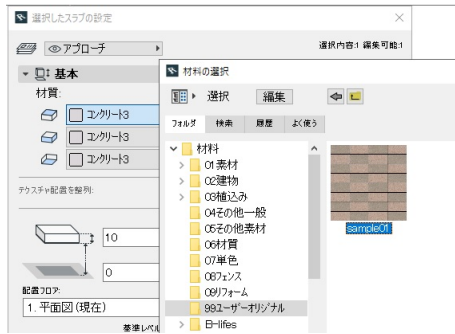 選択したスラブの設定
アプローチ
選択内容:1 編集可能:1
基本
材質:
コンクリート3
コンクリート3
コンクリート3
テクスチャ配置を整列:
10
0
配置フロア:
1. 平面図(現在)
基準レベル
材料の選択
選択
編集
フォルダ 検索 履歴 よく使う
材料
01素材
02建物
03植込み
04その他一般
05その他素材
06材質
07単色
08フェンス
09リフォーム
99ユーザーオリジナル
B-lifes
sample01